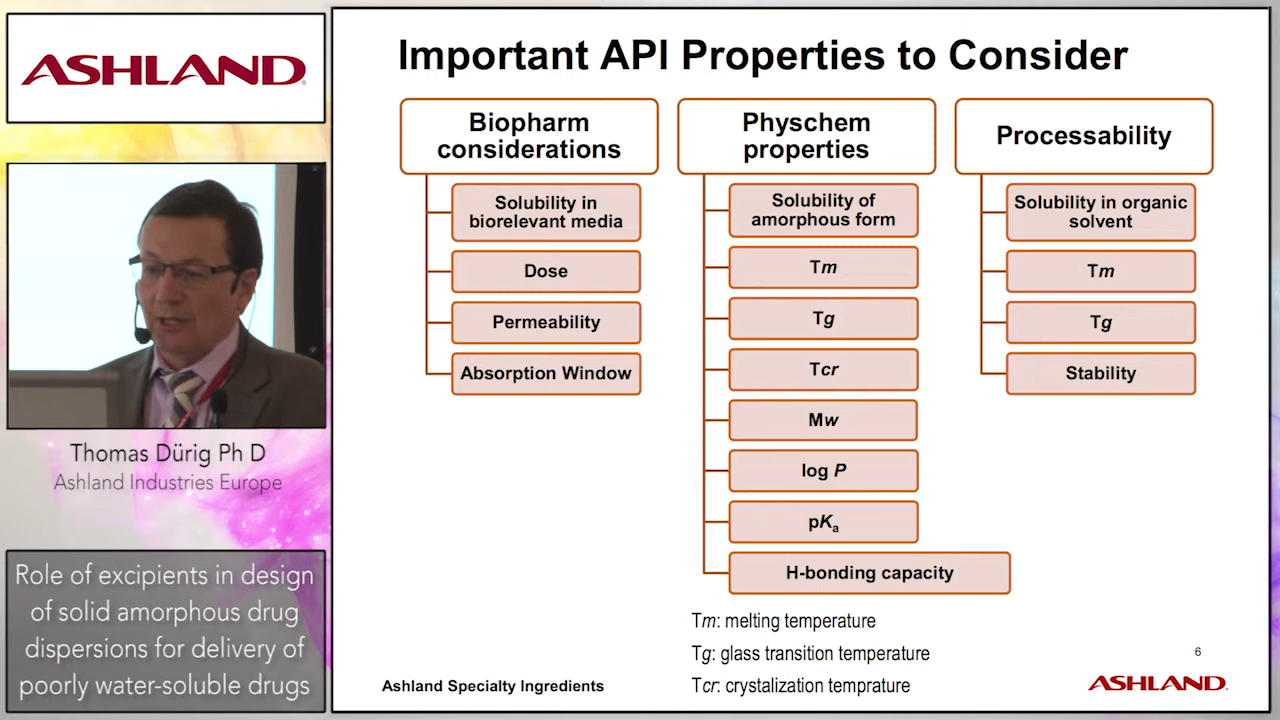 ASHLAND
Thomas Dürig Ph D
Ashland Industries Europe
Role of excipients in design
of solid amorphous drug
dispersions for delivery of
poorly water-soluble drugs
Important API Properties to Consider
Biopharm
considerations
Solubility in
biorelevant media
Dose
Permeability
Absorption Window
Physchem
properties
Solubility of
amorphous form
Tm
Tg
Tcr
Mw
log P
pKa
H-bonding capacity
Processability
Solubility in organic
solvent
Tm
Tg
Stability
Tm: melting temperature
Tg: glass transition temperature
Tcr: crystalization temprature
6
Ashland Specialty Ingredients
ASHLAND